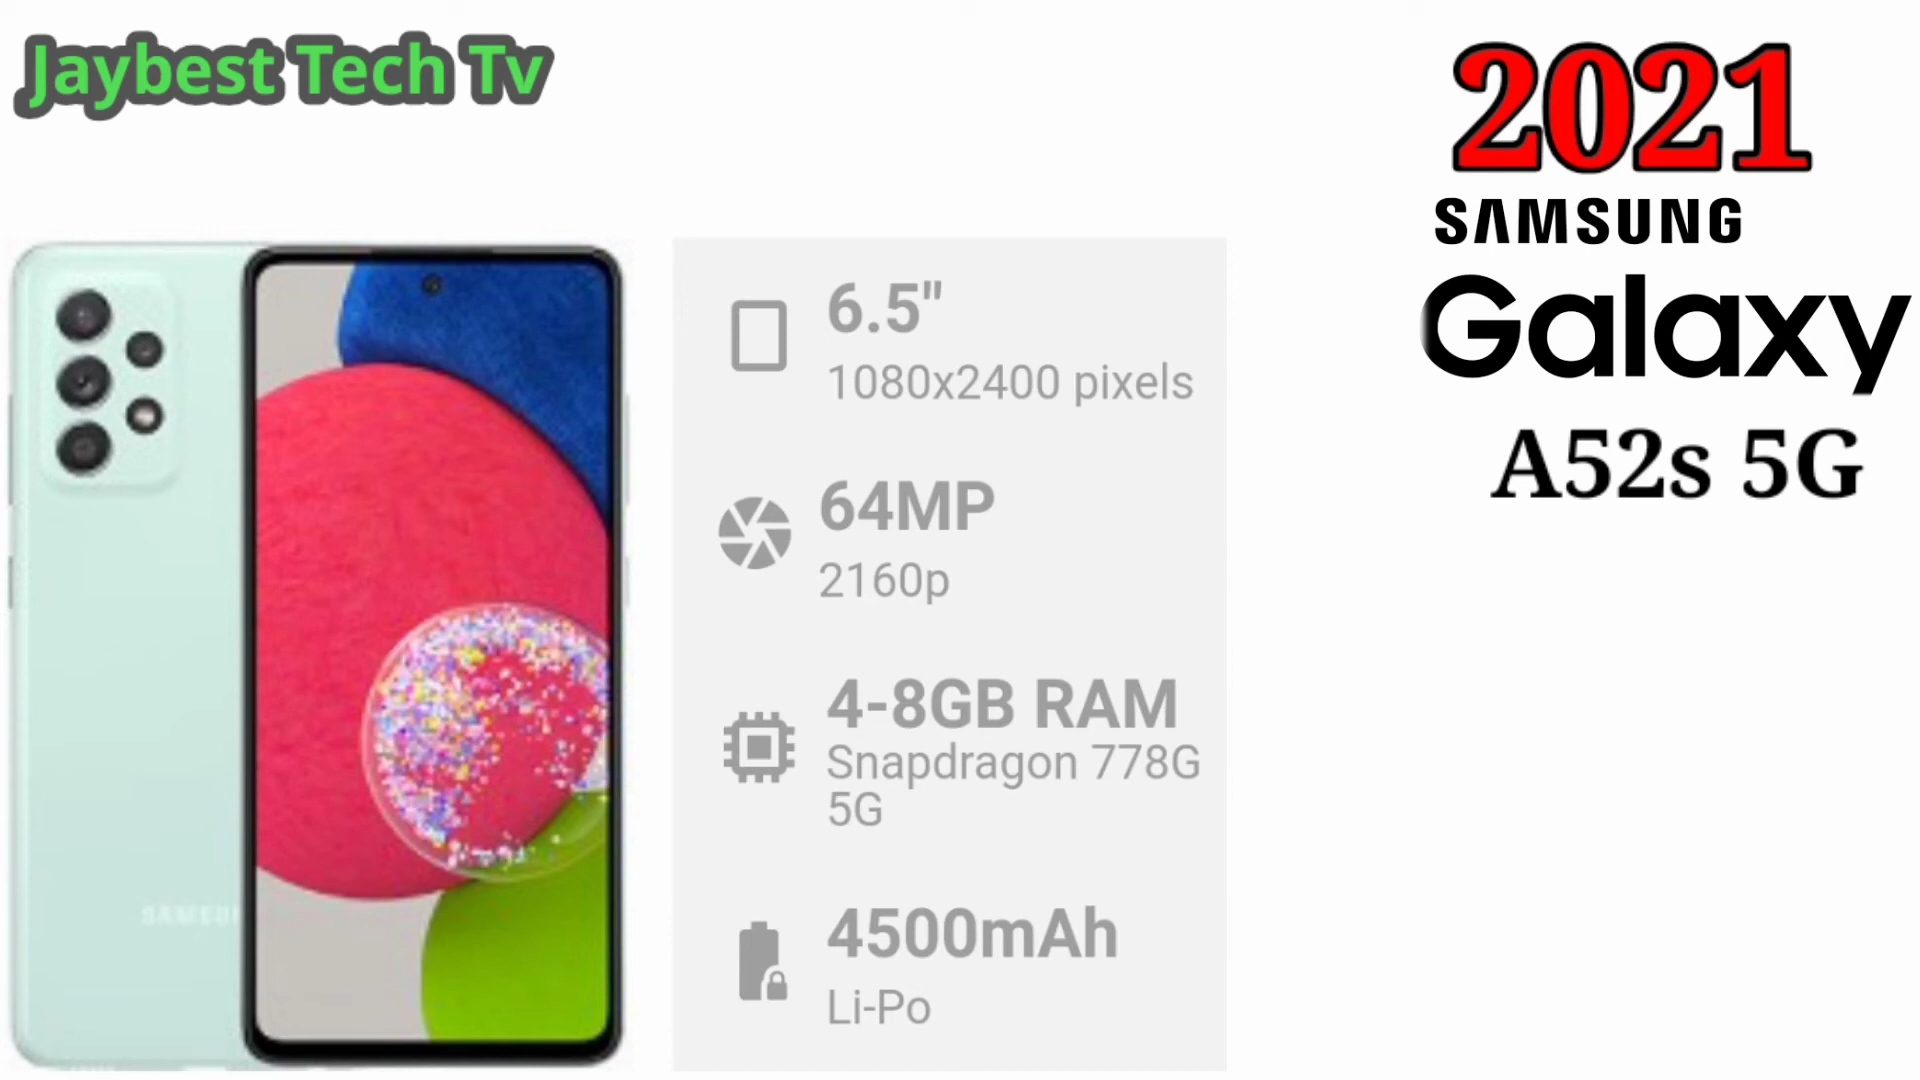 Jaybest Tech Tv
2021
SAMSUNG
Galaxy
A52s 5G
6.5"
1080x2400 pixels
64MP
2160p
4-8GB RAM
Snapdragon 778G
5G
4500mAh
Li-Po